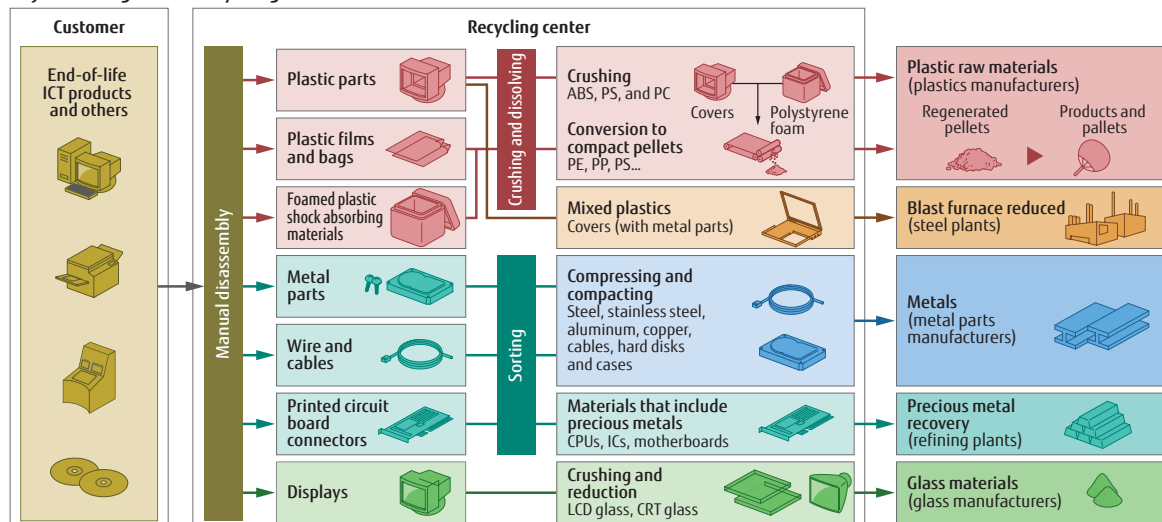 Customer
Recycling center
End-of-life
ICT products
and others
Manual disassembly
Plastic parts
Plastic films
and bags
Foamed plastic
shock absorbing
materials
Metal
parts
Wire and
cables
Printed circuit
board
connectors
Displays
Crushing and dissolving
Sorting
Crushing
ABS, PS, and PC
Covers
Polystyrene
foam
Conversion to
compact pellets
PE, PP, PS...
Mixed plastics
Covers (with metal parts)
Compressing and
compacting
Steel, stainless steel,
aluminum, copper,
cables, hard disks
and cases
Materials that include
precious metals
CPUs, ICs, motherboards
Crushing and
reduction
LCD glass, CRT glass
Plastic raw materials
(plastics manufacturers)
Regenerated
pellets
Products and
pallets
Blast furnace reduced
(steel plants)
Metals
(metal parts
manufacturers)
Precious metal
recovery
(refining plants)
Glass materials
(glass manufacturers)